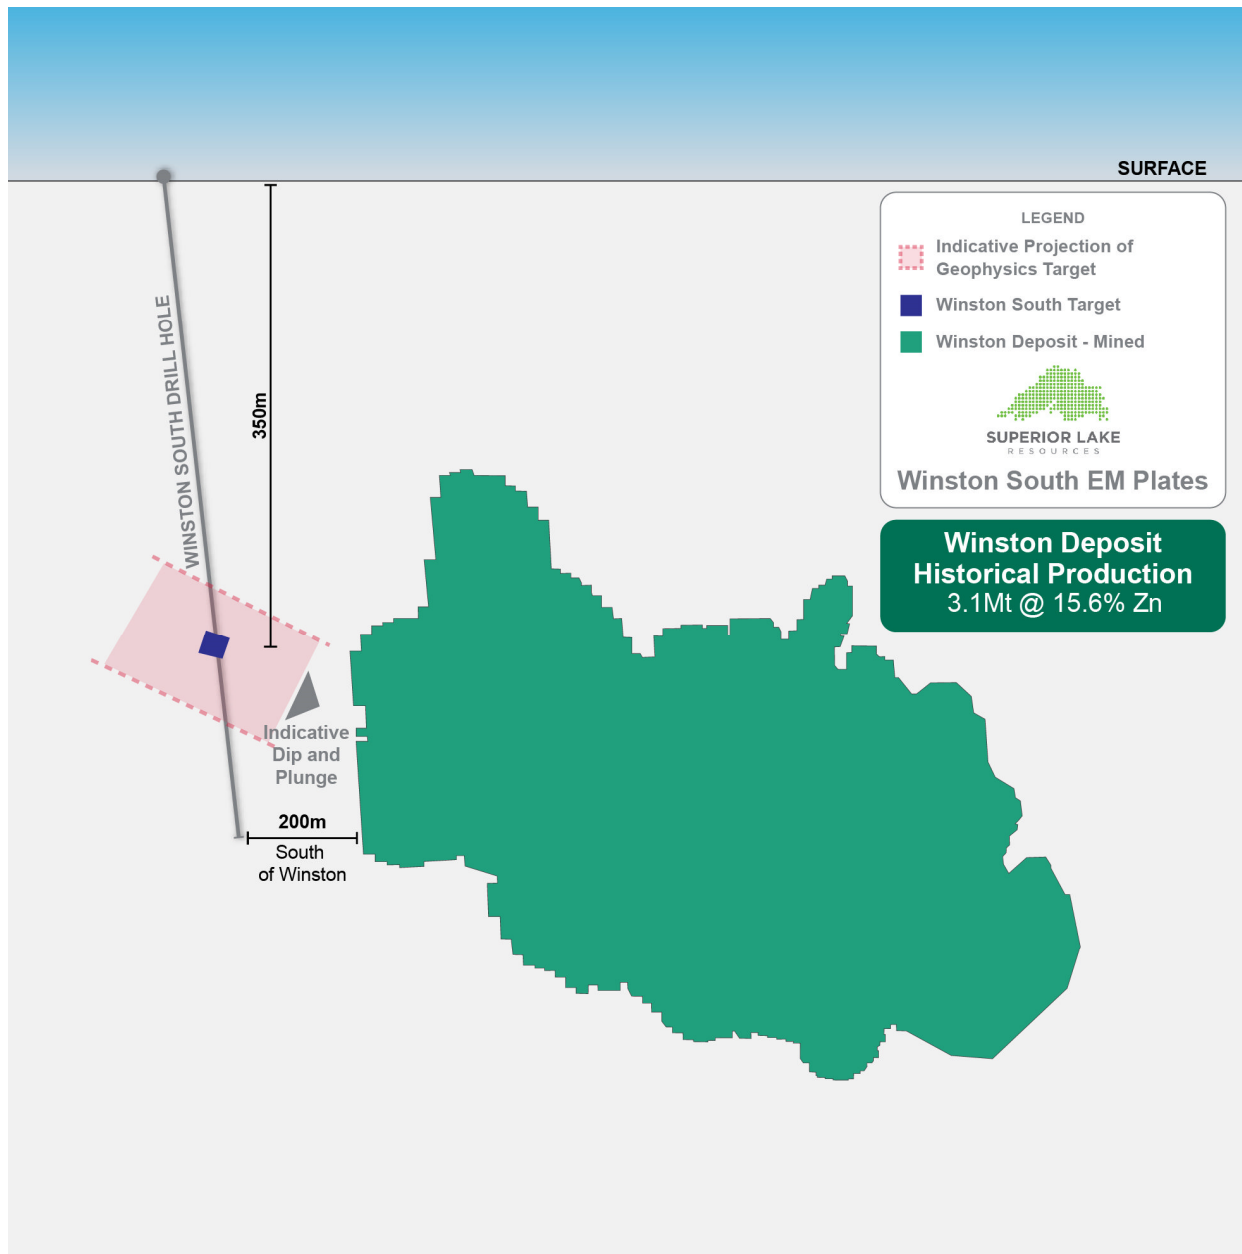 SURFACE
LEGEND
Indicative Projection of
Geophysics Target
Winston South Target
Winston Deposit - Mined
SUPERIOR LAKE
RESOURCES
Winston South EM Plates
Winston Deposit
Historical Production
3.1Mt @ 15.6% Zn
WINSTON SOUTH DRILL HOLE
350m
Indicative
Dip and
Plunge
200m
South
of Winston